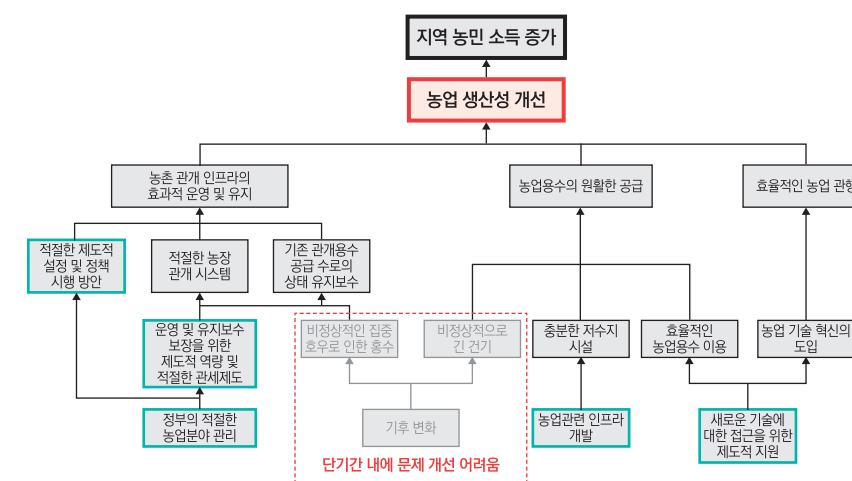 지역 농민 소득 증가
농업 생산성 개선
농촌 관개 인프라의
효과적 운영 및 유지
농업용수의 원활한 공급
효율적인 농업 관행
적절한 제도적
설정 및 정책
시행 방안
적절한 농장
관개 시스템
기존 관개용수
공급 수로의
상태 유지보수
운영 및 유지보수
보장을 위한
제도적 역량 및
적절한 관세제도
비정상적인 집중
호우로 인한 홍수
비정상적으로
긴 건기
충분한 저수지
시설
효율적인
농업용수 이용
농업 기술 혁신의
도입
정부의 적절한
농업분야 관리
기후 변화
농업관련 인프라
개발
새로운 기술에
대한 접근을 위한
제도적 지원
단기간 내에 문제 개선 어려움